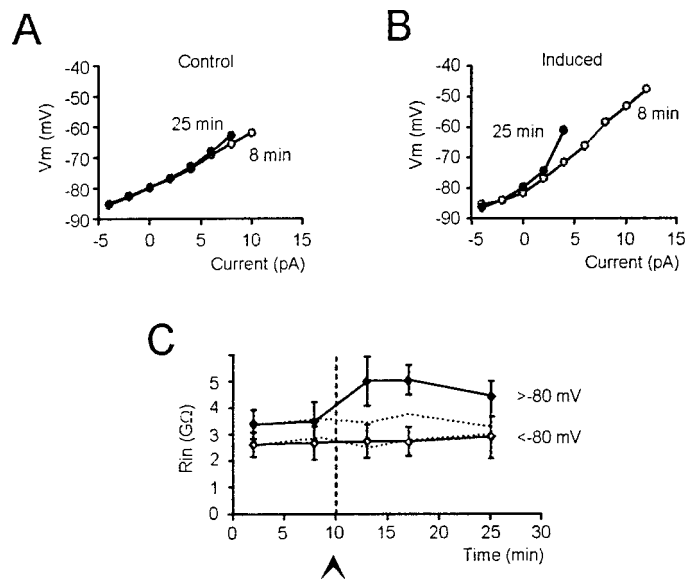 A
Control
-40
-50
-60
-70
-80
-90
Vm (mV)
25 min
8 min
-5
0
5
10
15
Current (pA)
B
Induced
-40
-50
-60
-70
-80
-90
Vm (mV)
25 min
8 min
-5
0
5
10
15
Current (pA)
C
5
4
3
2
1
0
Rin (GΩ)
>-80 mV
<-80 mV
0
5
10
15
20
25
30
Time (min)